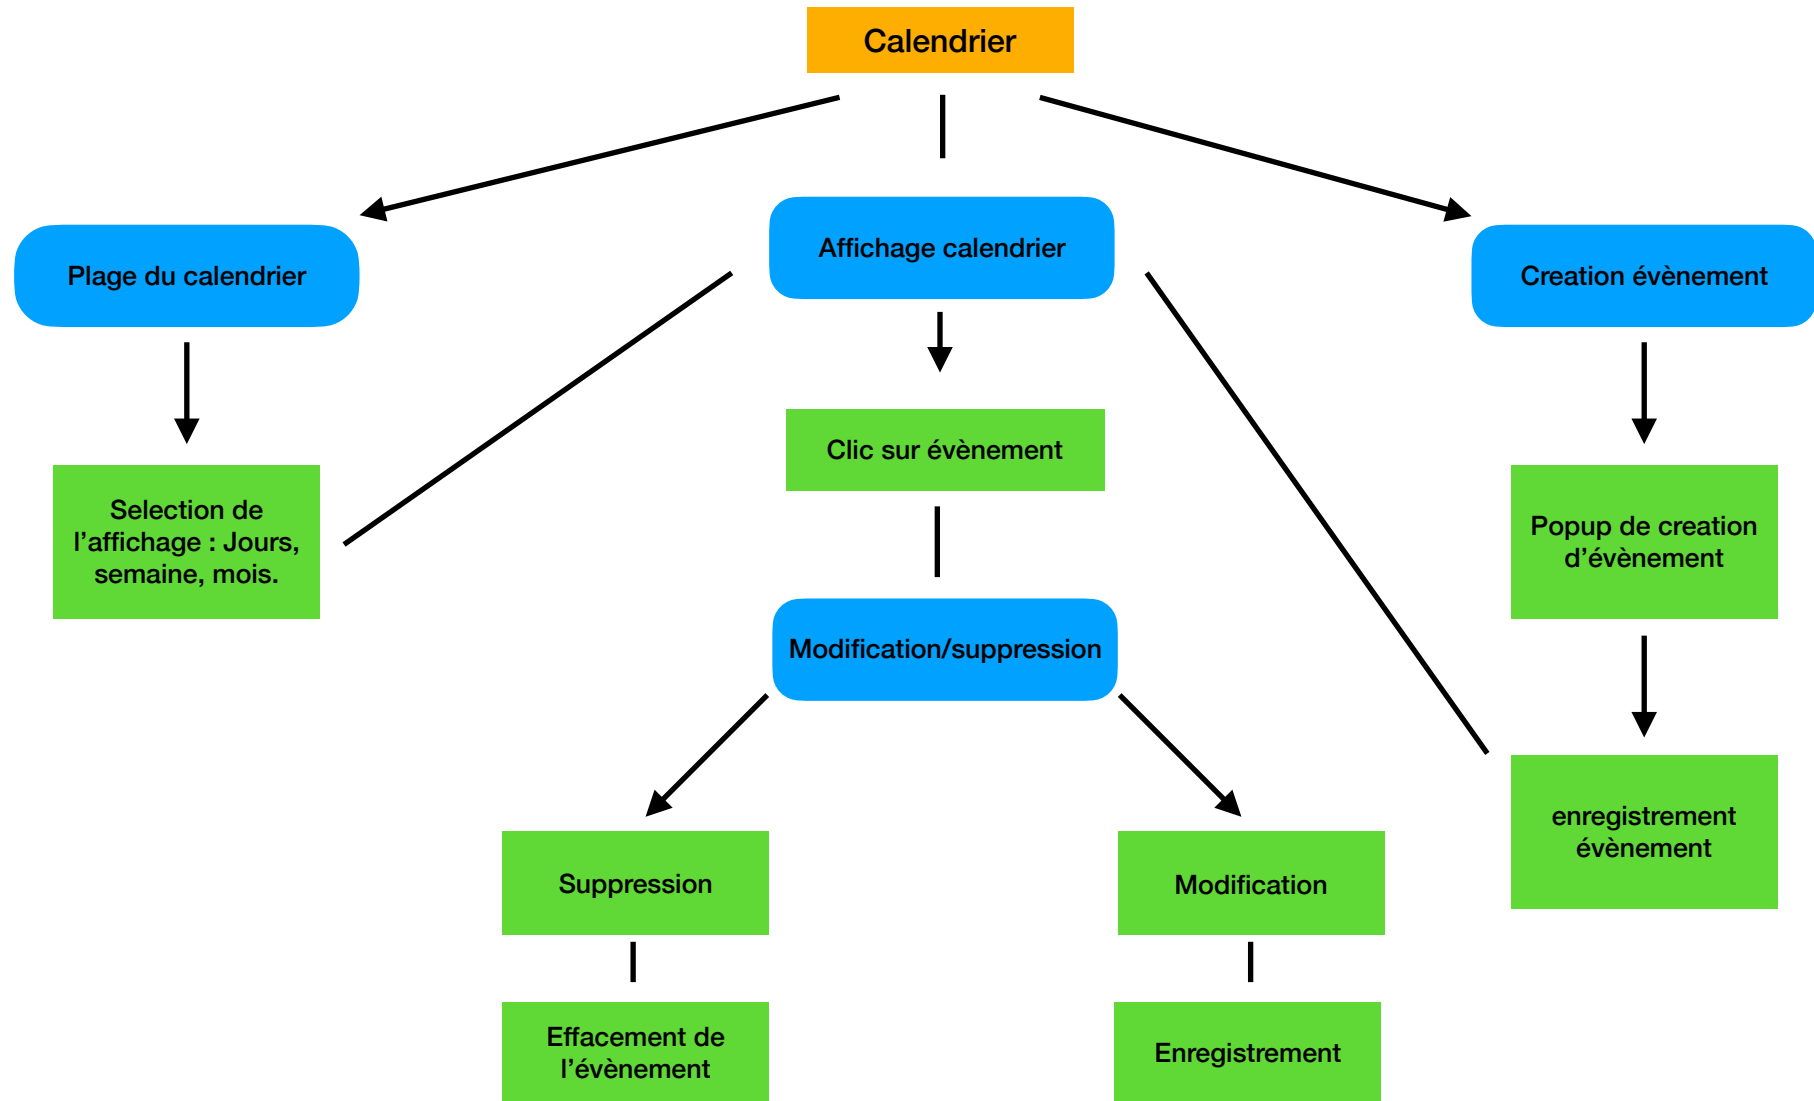 Calendrier
Plage du calendrier
Affichage calendrier
Creation évènement
Clic sur évènement
Selection de
l’affichage : Jours,
semaine, mois.
Popup de creation
d’évènement
Modification/suppression
enregistrement
évènement
Suppression
Modification
Effacement de
l’évènement
Enregistrement